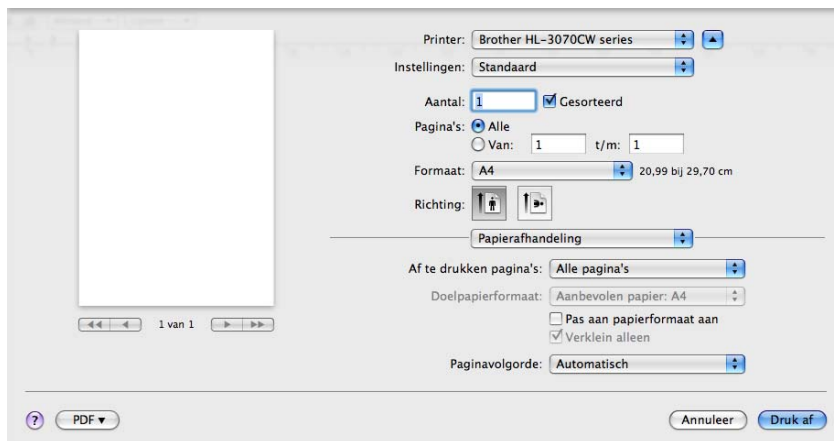 Printer: Brother HL-3070CW series
Instellingen: Standaard
Aantal: 1 Gesorteerd
Pagina's: Alle
Van: 1 t/m: 1
Formaat: A4 20,99 bij 29,70 cm
Richting:
Papierafhandeling
Af te drukken pagina's: Alle pagina's
Doelpapierformaat: Aanbevolen papier: A4
Pas aan papierformaat aan
1 van 1
Verklein alleen
Paginavolgorde: Automatisch
? PDF Annuleer Druk af